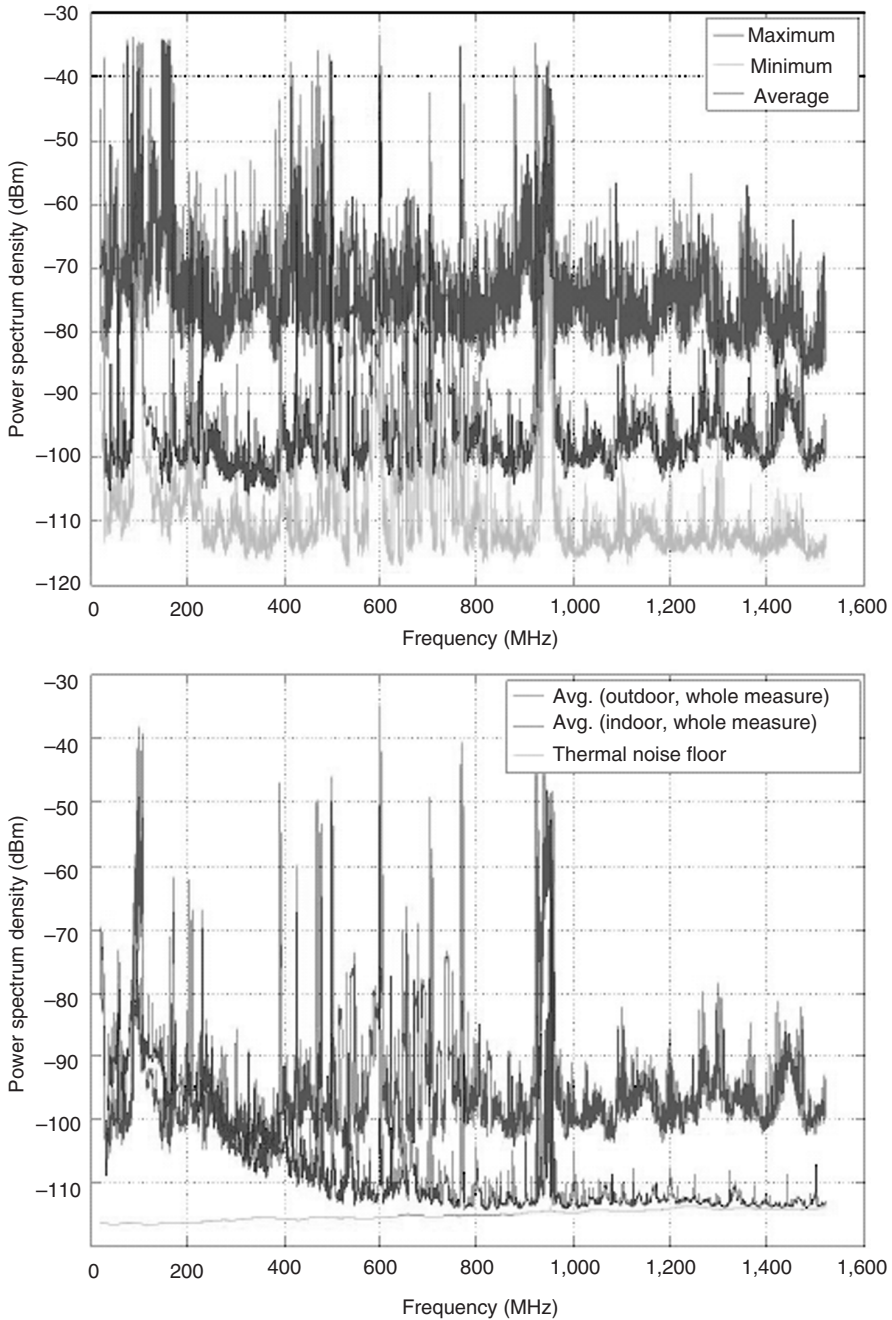 –30
–40
–50
–60
–70
–80
–90
–100
–110
–120
Power spectrum density (dBm)
Maximum
Minimum
Average
0 200 400 600 800 1,000 1,200 1,400 1,600
Frequency (MHz)
–30
–40
–50
–60
–70
–80
–90
–100
–110
Power spectrum density (dBm)
Avg. (outdoor, whole measure)
Avg. (indoor, whole measure)
Thermal noise floor
0 200 400 600 800 1,000 1,200 1,400 1,600
Frequency (MHz)